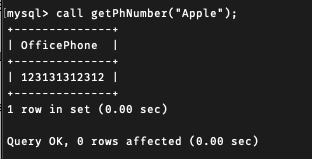 mysql> call getPhNumber("Apple");
+--------------+
| OfficePhone  |
+--------------+
| 123131312312 |
+--------------+
1 row in set (0.00 sec)
Query OK, 0 rows affected (0.00 sec)